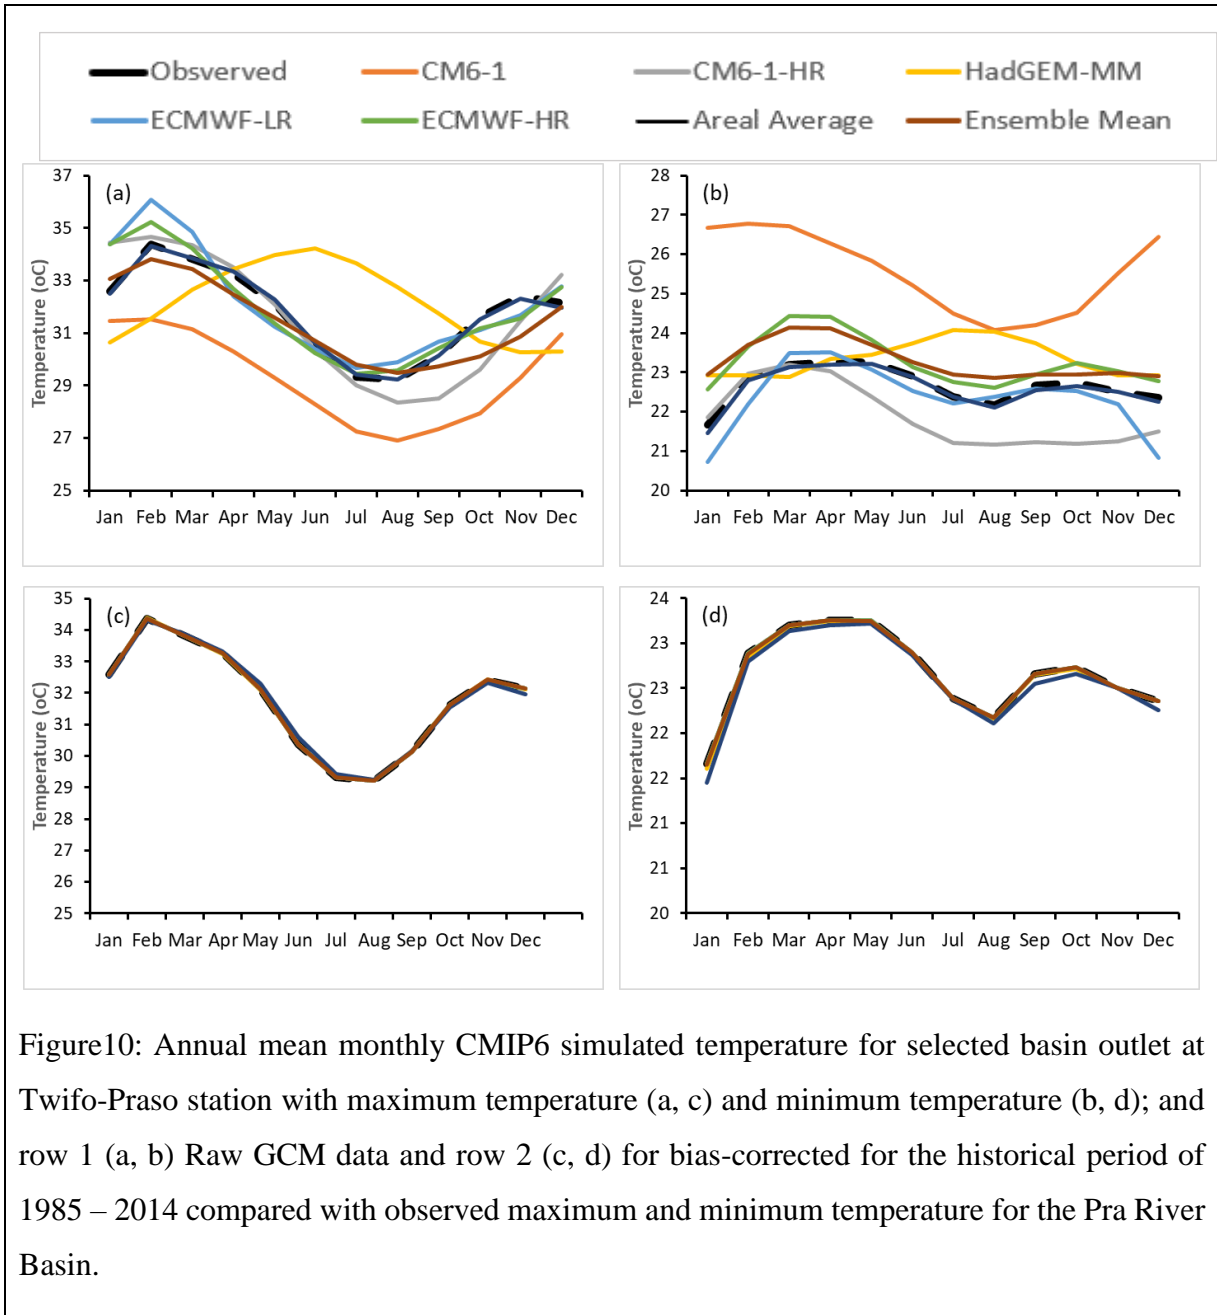 Obsverved CM6-1 CM6-1-HR HadGEM-MM
ECMWF-LR ECMWF-HR Areal Average Ensemble Mean
(a)
37
35
33
31
29
27
25
Temperature (oC)
Jan Feb Mar Apr May Jun Jul Aug Sep Oct Nov Dec
(b)
28
27
26
25
24
23
22
21
20
Temperature (oC)
Jan Feb Mar Apr May Jun Jul Aug Sep Oct Nov Dec
(c)
35
34
33
32
31
30
29
28
27
26
25
Temperature (oC)
Jan Feb Mar Apr May Jun Jul Aug Sep Oct Nov Dec
(d)
24
23
23
22
22
21
21
20
Temperature (oC)
Jan Feb Mar Apr May Jun Jul Aug Sep Oct Nov Dec
Figure10: Annual mean monthly CMIP6 simulated temperature for selected basin outlet at
Twifo-Praso station with maximum temperature (a, c) and minimum temperature (b, d); and
row 1 (a, b) Raw GCM data and row 2 (c, d) for bias-corrected for the historical period of
1985 – 2014 compared with observed maximum and minimum temperature for the Pra River
Basin.